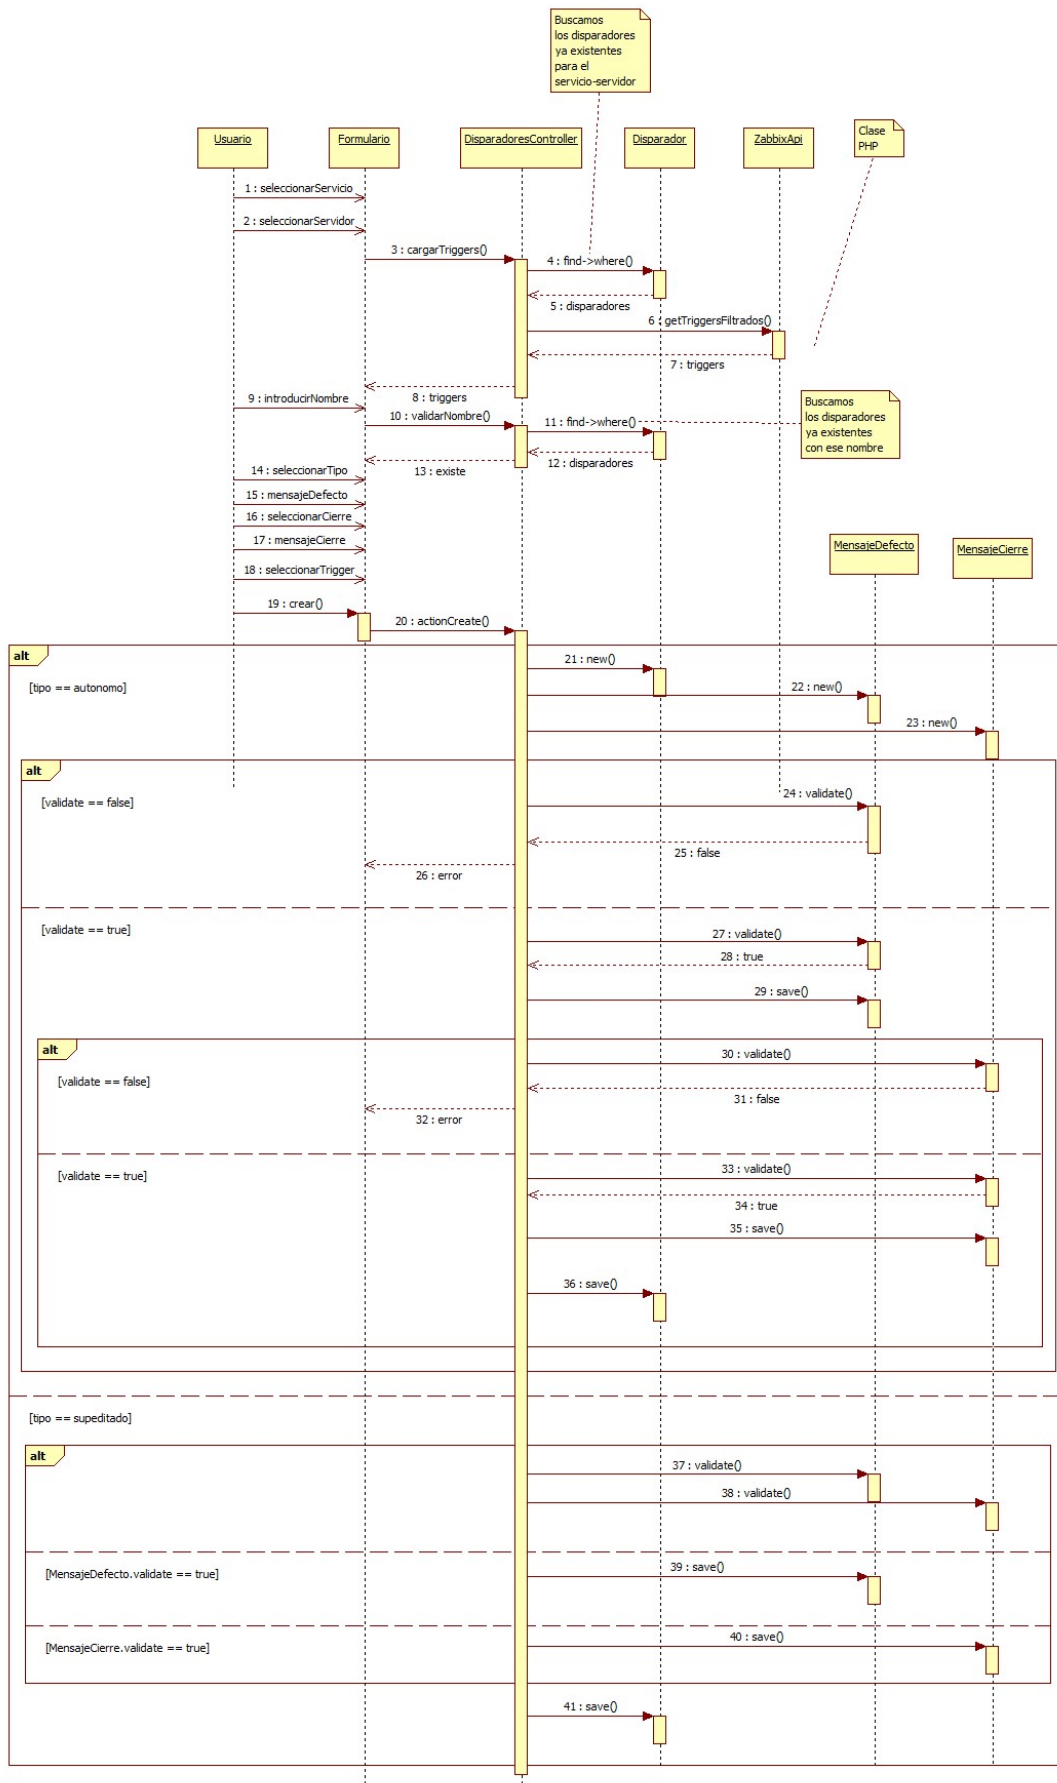 Buscamos
los disparadores
ya existentes
para el
servicio-servidor
Usuario
Formulario
DisparadoresController
Disparador
ZabbixApi
Clase
PHP
1 : seleccionarServicio
2 : seleccionarServidor
3 : cargarTriggers()
4 : find->where()
5 : disparadores
6 : getTriggersFiltrados()
7 : triggers
8 : triggers
9 : introducirNombre
10 : validarNombre()
11 : find->where()
Buscamos
los disparadores
ya existentes
con ese nombre
12 : disparadores
13 : existe
14 : seleccionarTipo
15 : mensajeDefecto
16 : seleccionarCierre
17 : mensajeCierre
18 : seleccionarTrigger
MensajeDefecto
MensajeCierre
19 : crear()
20 : actionCreate()
alt
[tipo == autonomo]
21 : new()
22 : new()
23 : new()
alt
[validate == false]
24 : validate()
25 : false
26 : error
[validate == true]
27 : validate()
28 : true
29 : save()
alt
[validate == false]
30 : validate()
31 : false
32 : error
[validate == true]
33 : validate()
34 : true
35 : save()
36 : save()
[tipo == supeditado]
alt
37 : validate()
38 : validate()
[MensajeDefecto.validate == true]
39 : save()
[MensajeCierre.validate == true]
40 : save()
41 : save()